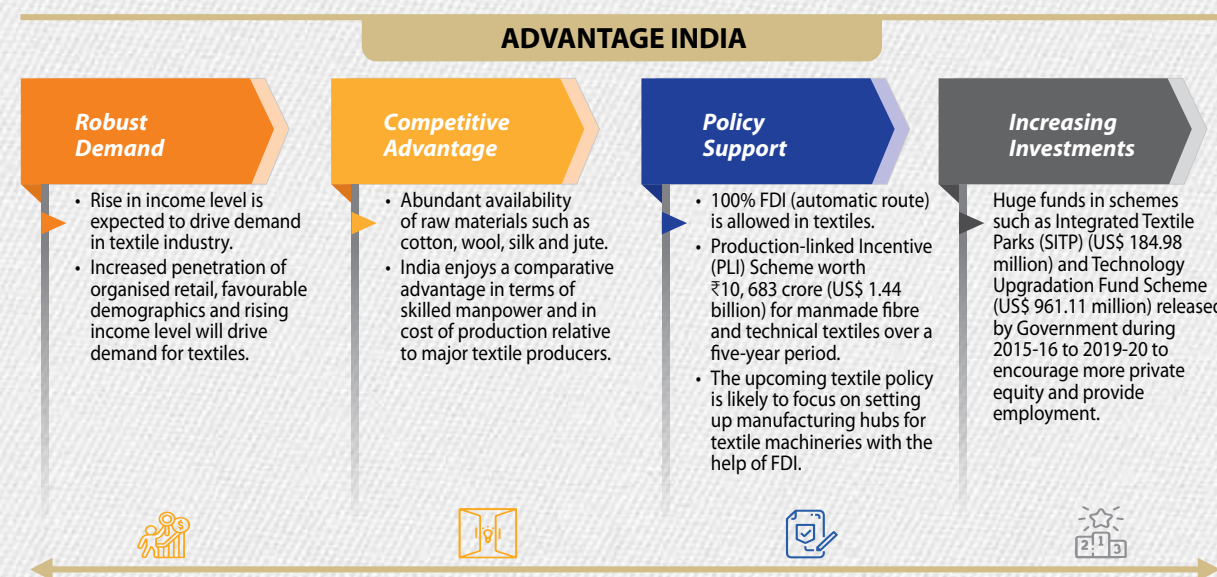 ADVANTAGE INDIA
Robust
Demand
• Rise in income level is
expected to drive demand
in textile industry.
• Increased penetration of
organised retail, favourable
demographics and rising
income level will drive
demand for textiles.
Competitive
Advantage
• Abundant availability
of raw materials such as
cotton, wool, silk and jute.
• India enjoys a comparative
advantage in terms of
skilled manpower and in
cost of production relative
to major textile producers.
Policy
Support
• 100% FDI (automatic route)
is allowed in textiles.
• Production-linked Incentive
(PLI) Scheme worth
₹10, 683 crore (US$ 1.44
billion) for manmade fibre
and technical textiles over a
five-year period.
• The upcoming textile policy
is likely to focus on setting
up manufacturing hubs for
textile machineries with the
help of FDI.
Increasing
Investments
Huge funds in schemes
such as Integrated Textile
Parks (SITP) (US$ 184.98
million) and Technology
Upgradation Fund Scheme
(US$ 961.11 million) released
by Government during
2015-16 to 2019-20 to
encourage more private
equity and provide
employment.
$
2 1 3